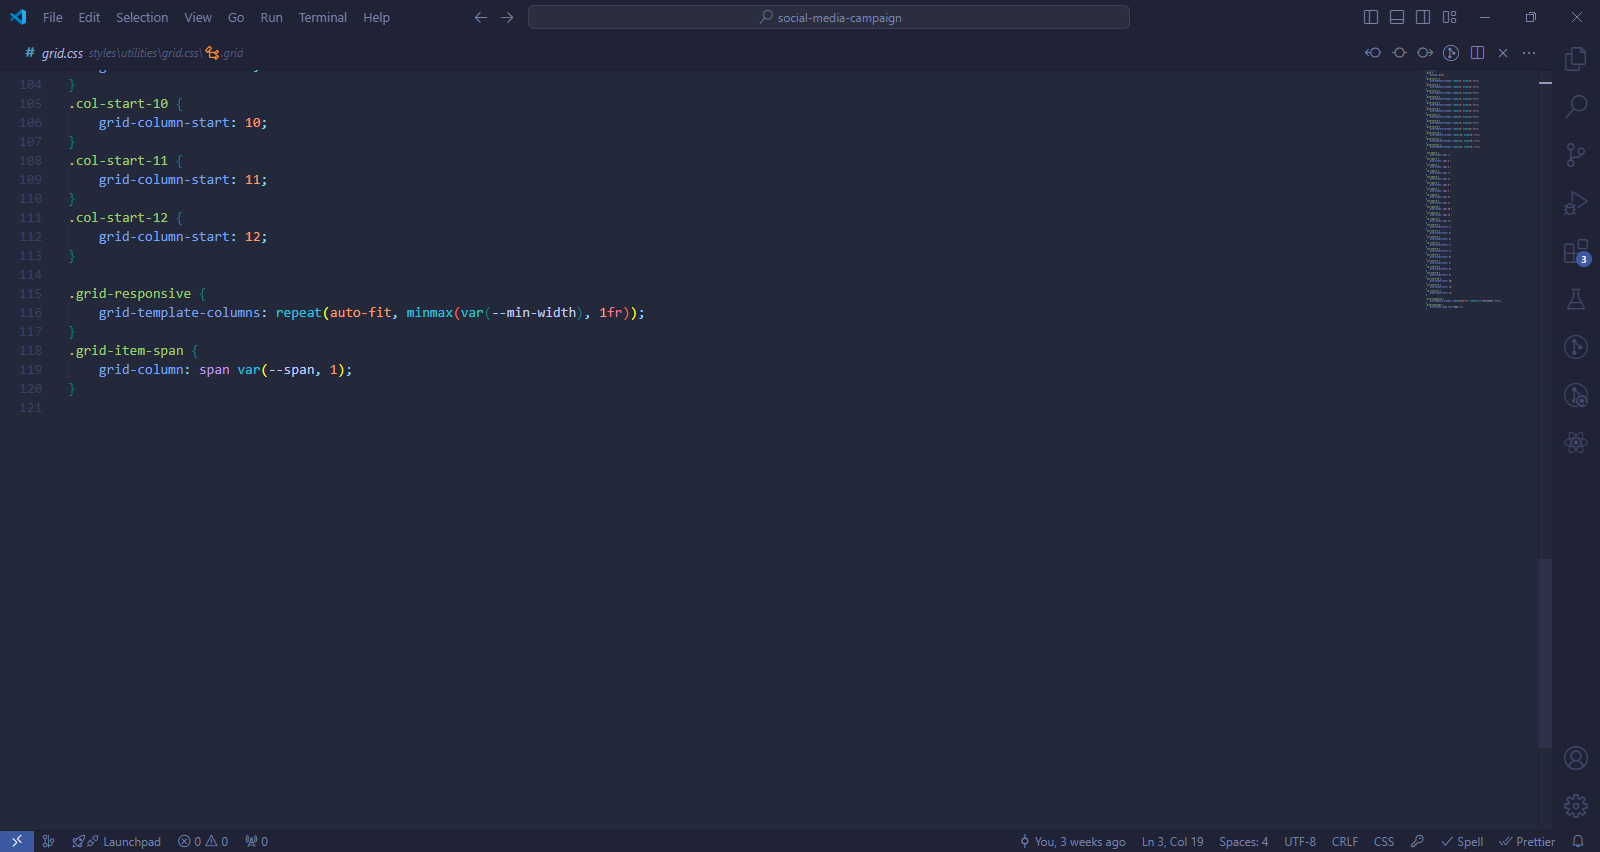 File Edit Selection View Go Run Terminal Help
social-media-campaign
# grid.css styles\utilities\grid.css\ .grid
104 }
105 .col-start-10 {
106 grid-column-start: 10;
107 }
108 .col-start-11 {
109 grid-column-start: 11;
110 }
111 .col-start-12 {
112 grid-column-start: 12;
113 }
114
115 .grid-responsive {
116 grid-template-columns: repeat(auto-fit, minmax(var(--min-width), 1fr));
117 }
118 .grid-item-span {
119 grid-column: span var(--span, 1);
120 }
121
3
Launchpad 0 0 0 You, 3 weeks ago Ln 3, Col 19 Spaces: 4 UTF-8 CRLF CSS Spell Prettier